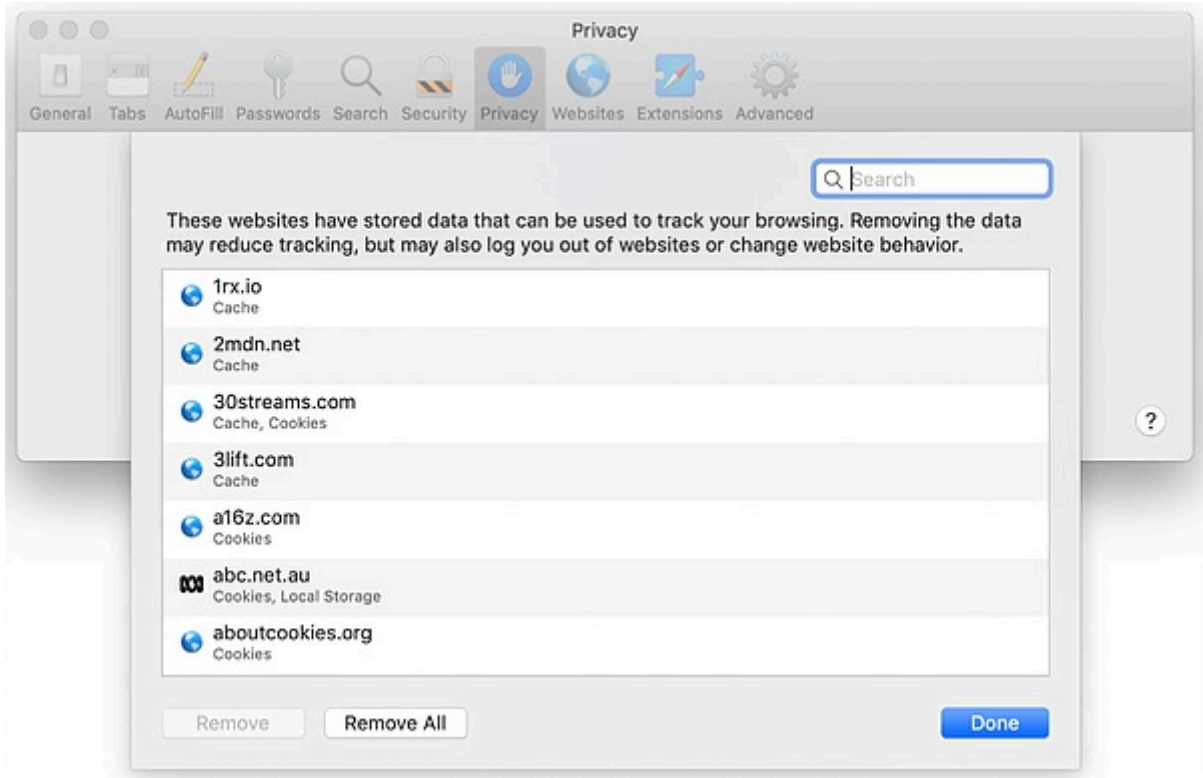 Privacy
General Tabs AutoFill Passwords Search Security Privacy Websites Extensions Advanced
Search
These websites have stored data that can be used to track your browsing. Removing the data
may reduce tracking, but may also log you out of websites or change website behavior.
1rx.io
Cache
2mdn.net
Cache
30streams.com
Cache, Cookies
3lift.com
Cache
a16z.com
Cookies
abc.net.au
Cookies, Local Storage
aboutcookies.org
Cookies
?
Remove Remove All Done